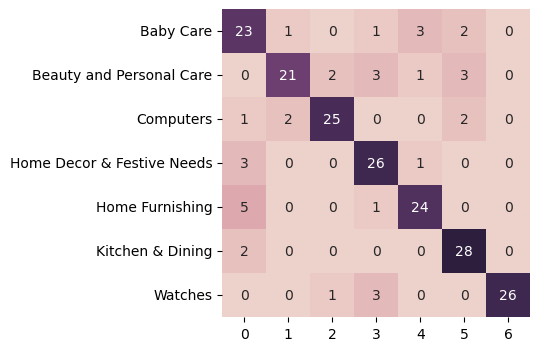 Baby Care 23 1 0 1 3 2 0
Beauty and Personal Care 0 21 2 3 1 3 0
Computers 1 2 25 0 0 2 0
Home Decor & Festive Needs 3 0 0 26 1 0 0
Home Furnishing 5 0 0 1 24 0 0
Kitchen & Dining 2 0 0 0 0 28 0
Watches 0 0 1 3 0 0 26
0 1 2 3 4 5 6